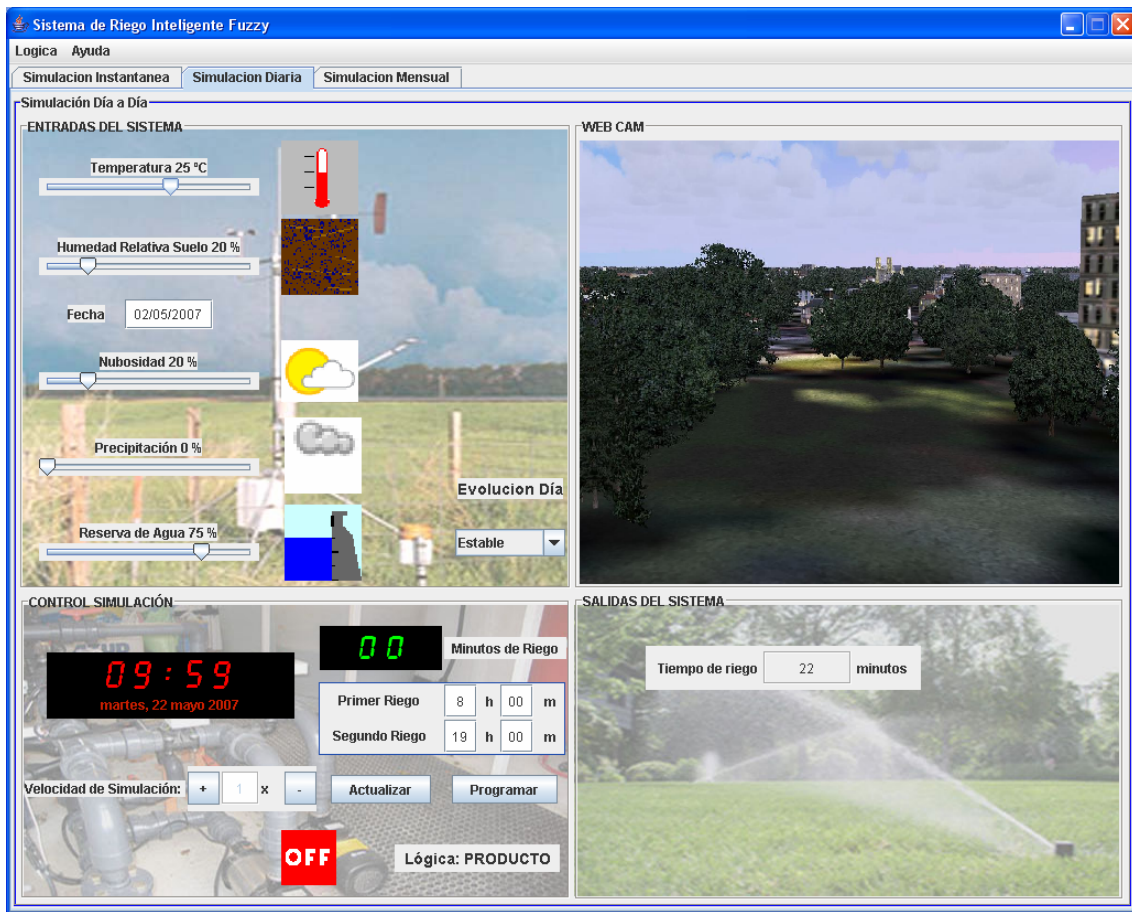 Sistema de Riego Inteligente Fuzzy
Logica Ayuda
Simulacion Instantanea Simulacion Diaria Simulacion Mensual
Simulación Día a Día
ENTRADAS DEL SISTEMA
Temperatura 25 ºC
Humedad Relativa Suelo 20 %
Fecha 02/05/2007
Nubosidad 20 %
Precipitación 0 %
Evolucion Día
Reserva de Agua 75 %
Estable
WEB CAM
CONTROL SIMULACIÓN
09:59
martes, 22 mayo 2007
00 Minutos de Riego
Primer Riego 8 h 00 m
Segundo Riego 19 h 00 m
Velocidad de Simulación: + 1 x - Actualizar Programar
OFF Lógica: PRODUCTO
SALIDAS DEL SISTEMA
Tiempo de riego 22 minutos